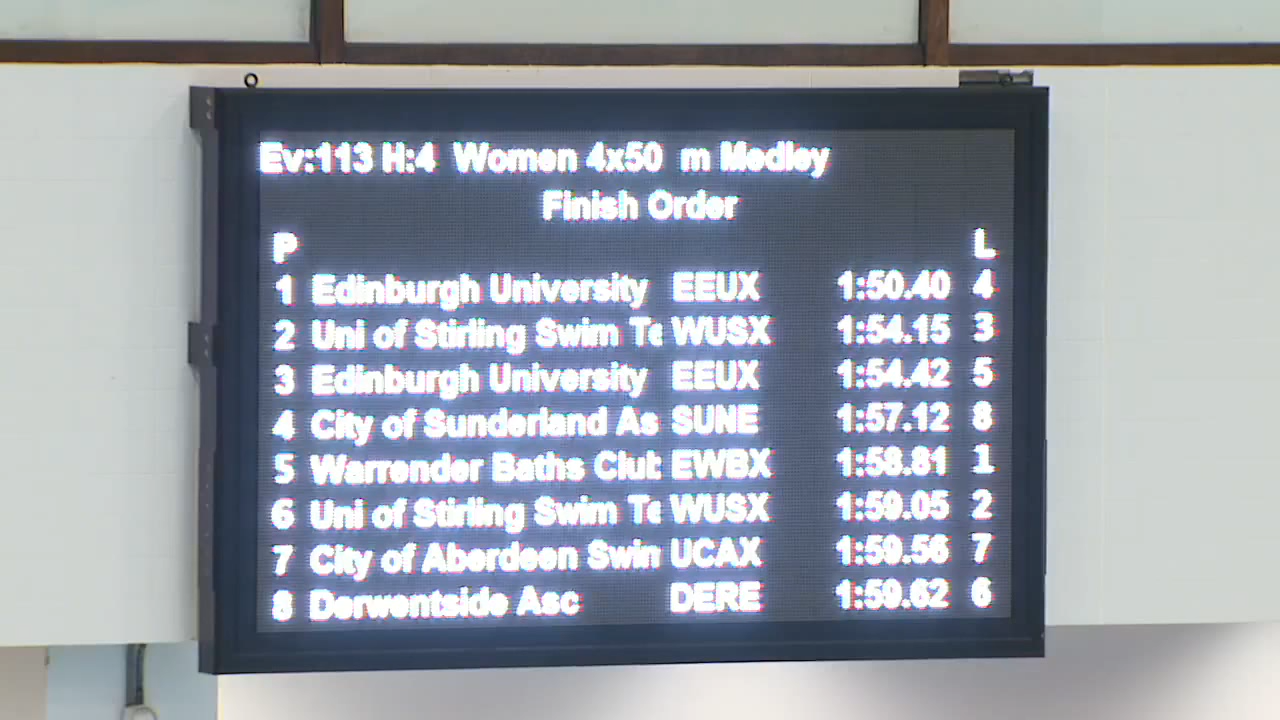 Ev:113 H:4 Women 4x50 m Medley
Finish Order
P L
1 Edinburgh University EEUX 1:50.40 4
2 Uni of Stirling Swim Te WUSX 1:54.15 3
3 Edinburgh University EEUX 1:54.42 5
4 City of Sunderland As SUNE 1:57.12 8
5 Warrender Baths Club EWBX 1:58.81 1
6 Uni of Stirling Swim Te WUSX 1:59.05 2
7 City of Aberdeen Swim UCAX 1:59.56 7
8 Derwentside Asc DERE 1:59.62 6